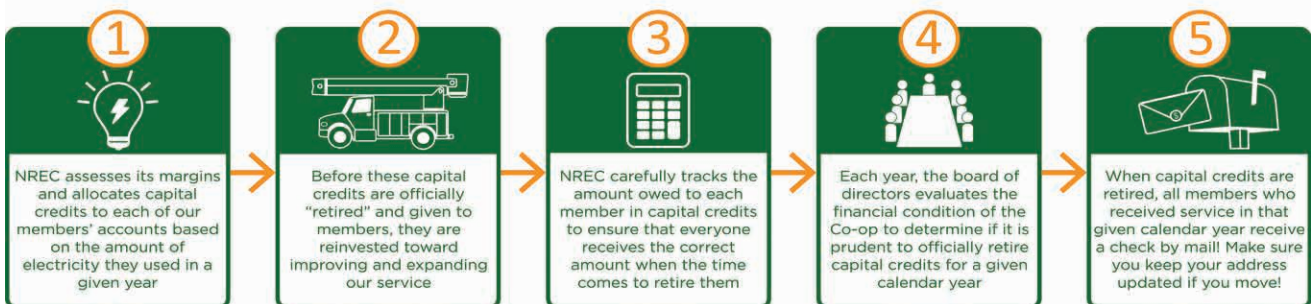 1
NREC assesses its margins
and allocates capital
credits to each of our
members' accounts based
on the amount of
electricity they used in a
given year
2
Before these capital
credits are officially
"retired" and given to
members, they are
reinvested toward
improving and expanding
our service
3
NREC carefully tracks the
amount owed to each
member in capital credits
to ensure that everyone
receives the correct
amount when the time
comes to retire them
4
Each year, the board of
directors evaluates the
financial condition of the
Co-op to determine if it is
prudent to officially retire
capital credits for a given
calendar year
5
$
When capital credits are
retired, all members who
received service in that
given calendar year receive
a check by mail! Make sure
you keep your address
updated if you move!